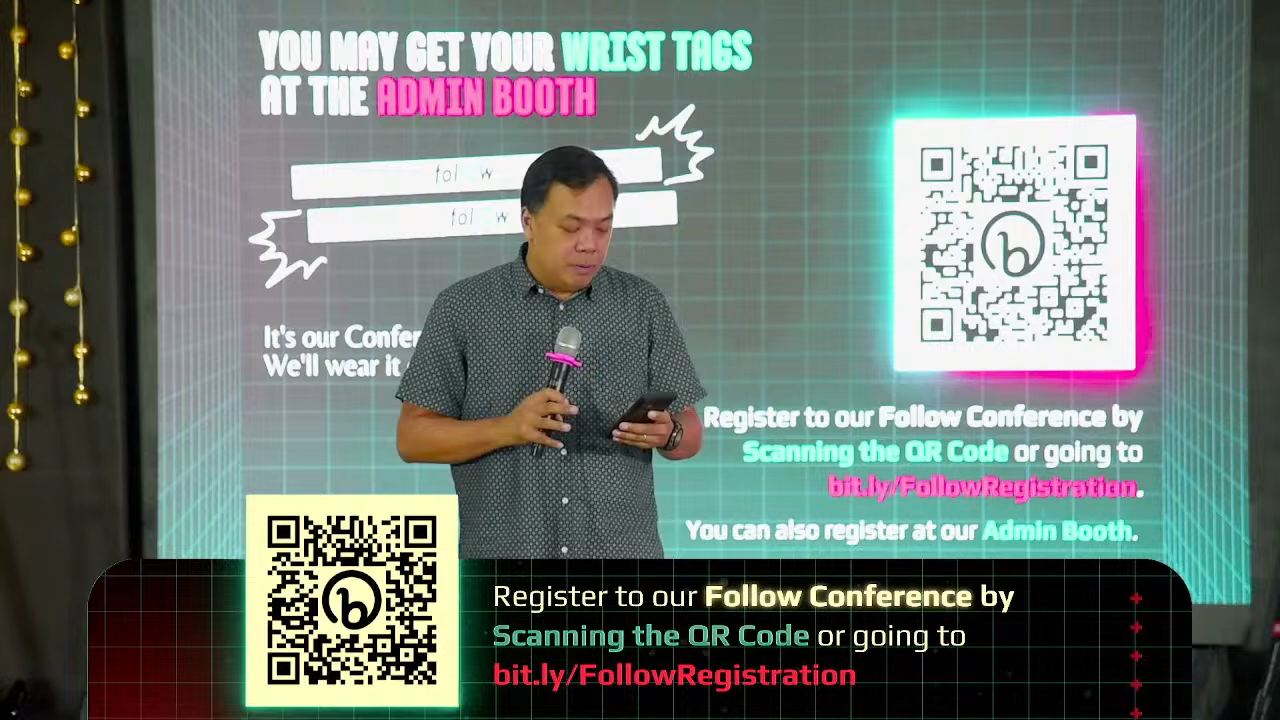 YOU MAY GET YOUR WRIST TAGS
AT THE ADMIN BOOTH
fol w
fol w
It's our Confer
We'll wear it
Register to our Follow Conference by
Scanning the QR Code or going to
bit.ly/FollowRegistration.
You can also register at our Admin Booth.
Register to our Follow Conference by
Scanning the QR Code or going to
bit.ly/FollowRegistration